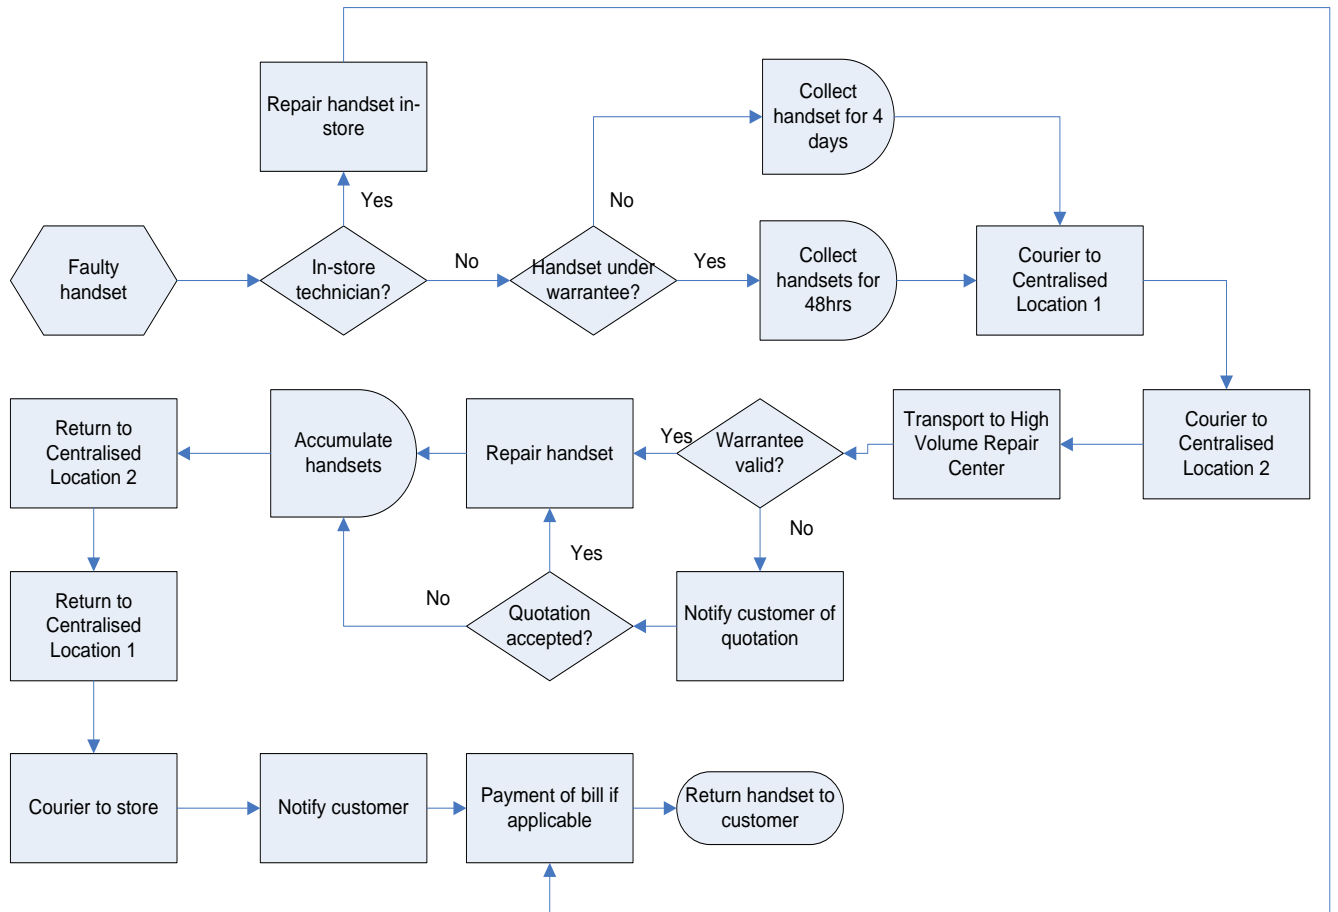 Repair handset in-
store
Collect
handset for 4
days
Yes
No
Faulty
handset
In-store
technician?
No
Handset under
warrantee?
Yes
Collect
handsets for
48hrs
Courier to
Centralised
Location 1
Return to
Centralised
Location 2
Accumulate
handsets
Repair handset
Yes
Warrantee
valid?
Transport to High
Volume Repair
Center
Courier to
Centralised
Location 2
No
Yes
Return to
Centralised
Location 1
No
Quotation
accepted?
Notify customer of
quotation
Courier to store
Notify customer
Payment of bill if
applicable
Return handset to
customer